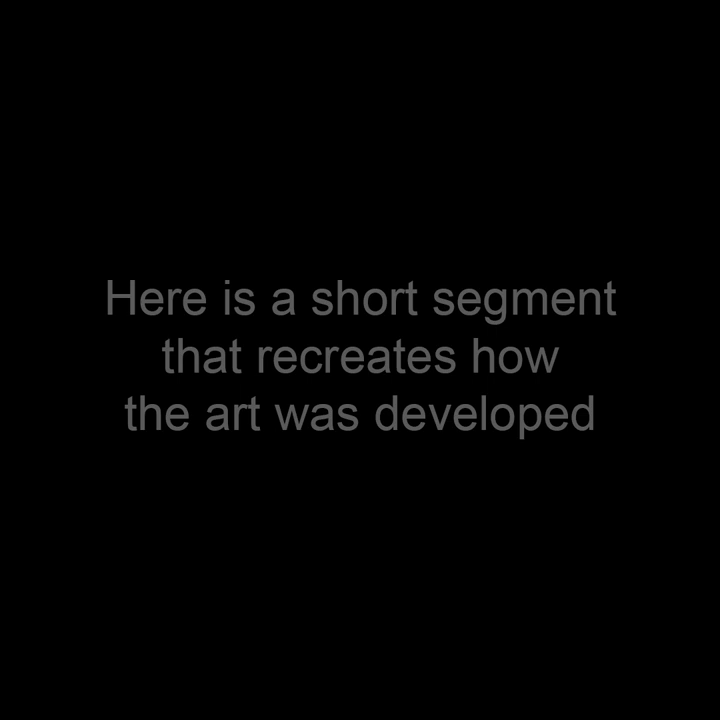 Here is a short segment
that recreates how
the art was developed